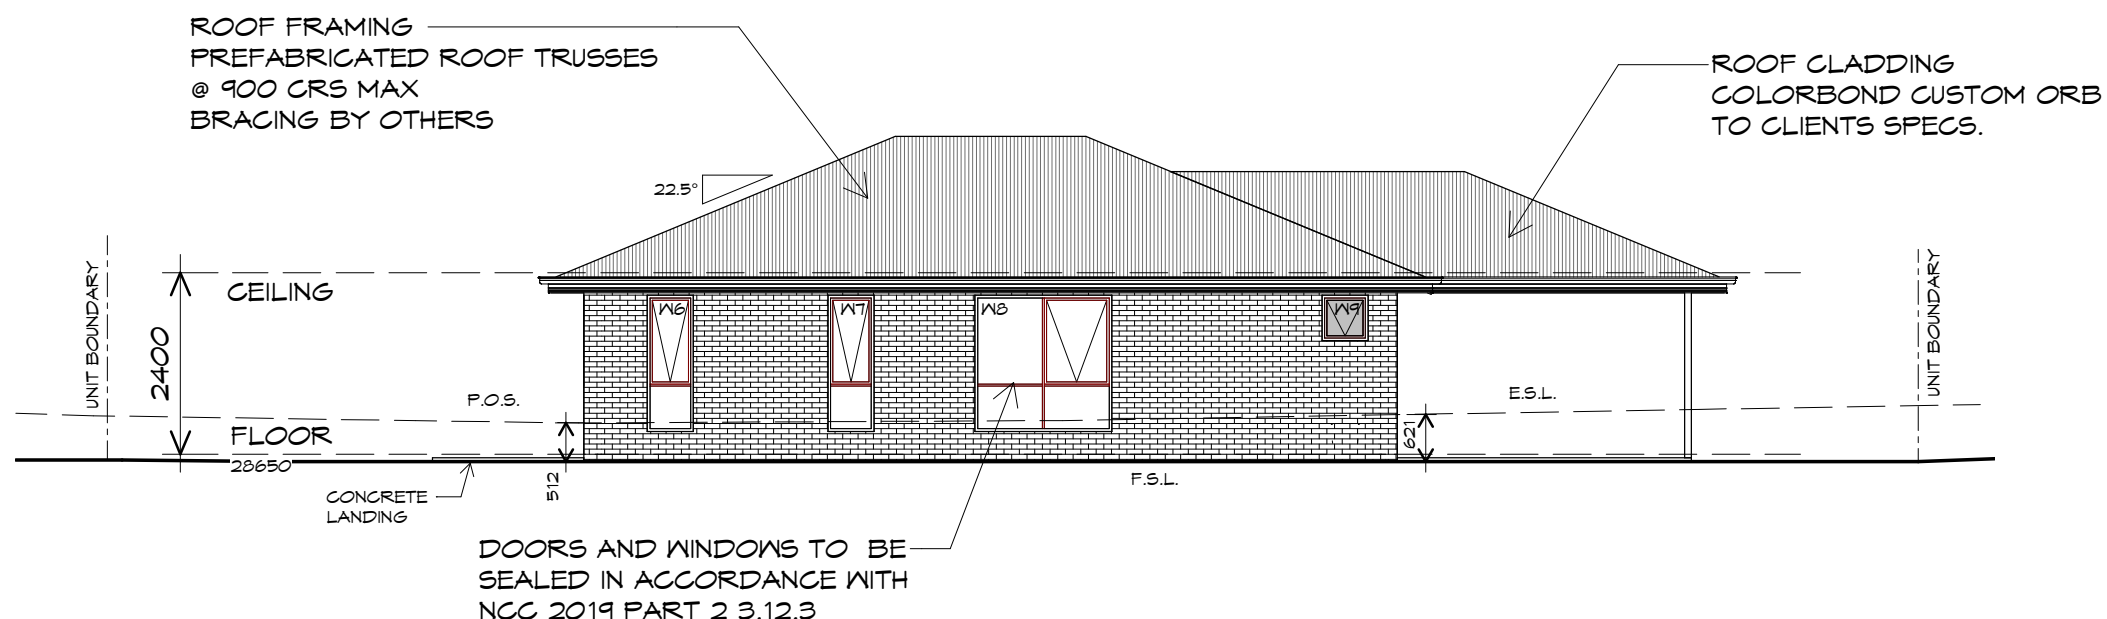 ROOF FRAMING
PREFABRICATED ROOF TRUSSES
@ 900 CRS MAX
BRACING BY OTHERS
ROOF CLADDING
COLORBOND CUSTOM ORB
TO CLIENTS SPECS.
22.5°
UNIT BOUNDARY
2400
CEILING
W6
W7
W8
W9
UNIT BOUNDARY
P.O.S.
E.S.L.
FLOOR
28650
512
621
F.S.L.
CONCRETE
LANDING
DOORS AND WINDOWS TO BE
SEALED IN ACCORDANCE WITH
NCC 2019 PART 2 3.12.3